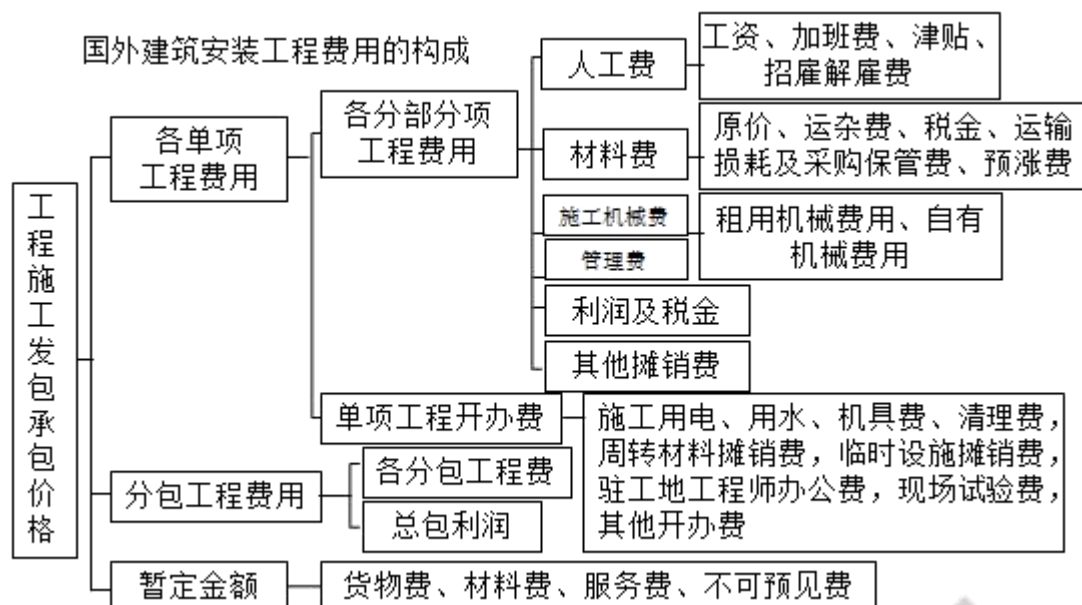 国外建筑安装工程费用的构成
工程施工发包承包价格
各单项
工程费用
各分部分项
工程费用
人工费
工资、加班费、津贴、
招雇解雇费
材料费
原价、运杂费、税金、运输
损耗及采购保管费、预涨费
施工机械费
租用机械费用、自有
机械费用
管理费
利润及税金
其他摊销费
单项工程开办费
施工用电、用水、机具费、清理费，
周转材料摊销费，临时设施摊销费，
驻工地工程师办公费，现场试验费，
其他开办费
分包工程费用
各分包工程费
总包利润
暂定金额
货物费、材料费、服务费、不可预见费